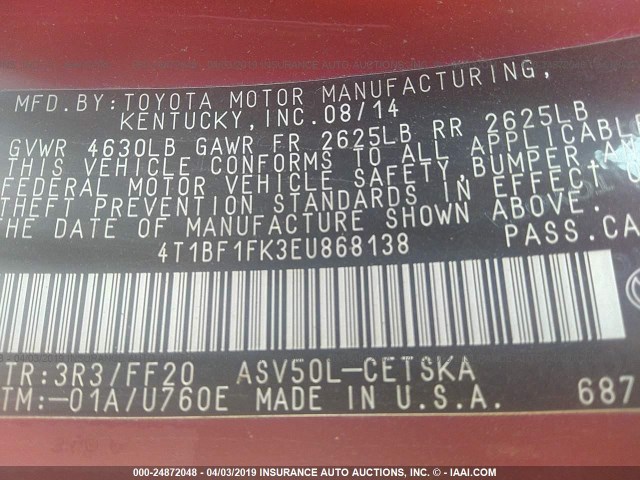 MFD. BY: TOYOTA MOTOR MANUFACTURING,
KENTUCKY, INC. 08/14
GVWR 4630LB GAWR FR 2625LB RR 2625LB
THIS VEHICLE CONFORMS TO ALL APPLICABLE
FEDERAL MOTOR VEHICLE SAFETY, BUMPER, AN
THEFT PREVENTION STANDARDS IN EFFECT
THE DATE OF MANUFACTURE SHOWN ABOVE.
4T1BF1FK3EU868138 PASS.CA
TR:3R3/FF20 ASV50L-CETSKA
TM:-01A/U760E MADE IN U.S.A. 687
000-24872048 - 04/03/2019 INSURANCE AUTO AUCTIONS, INC. - IAAI.COM